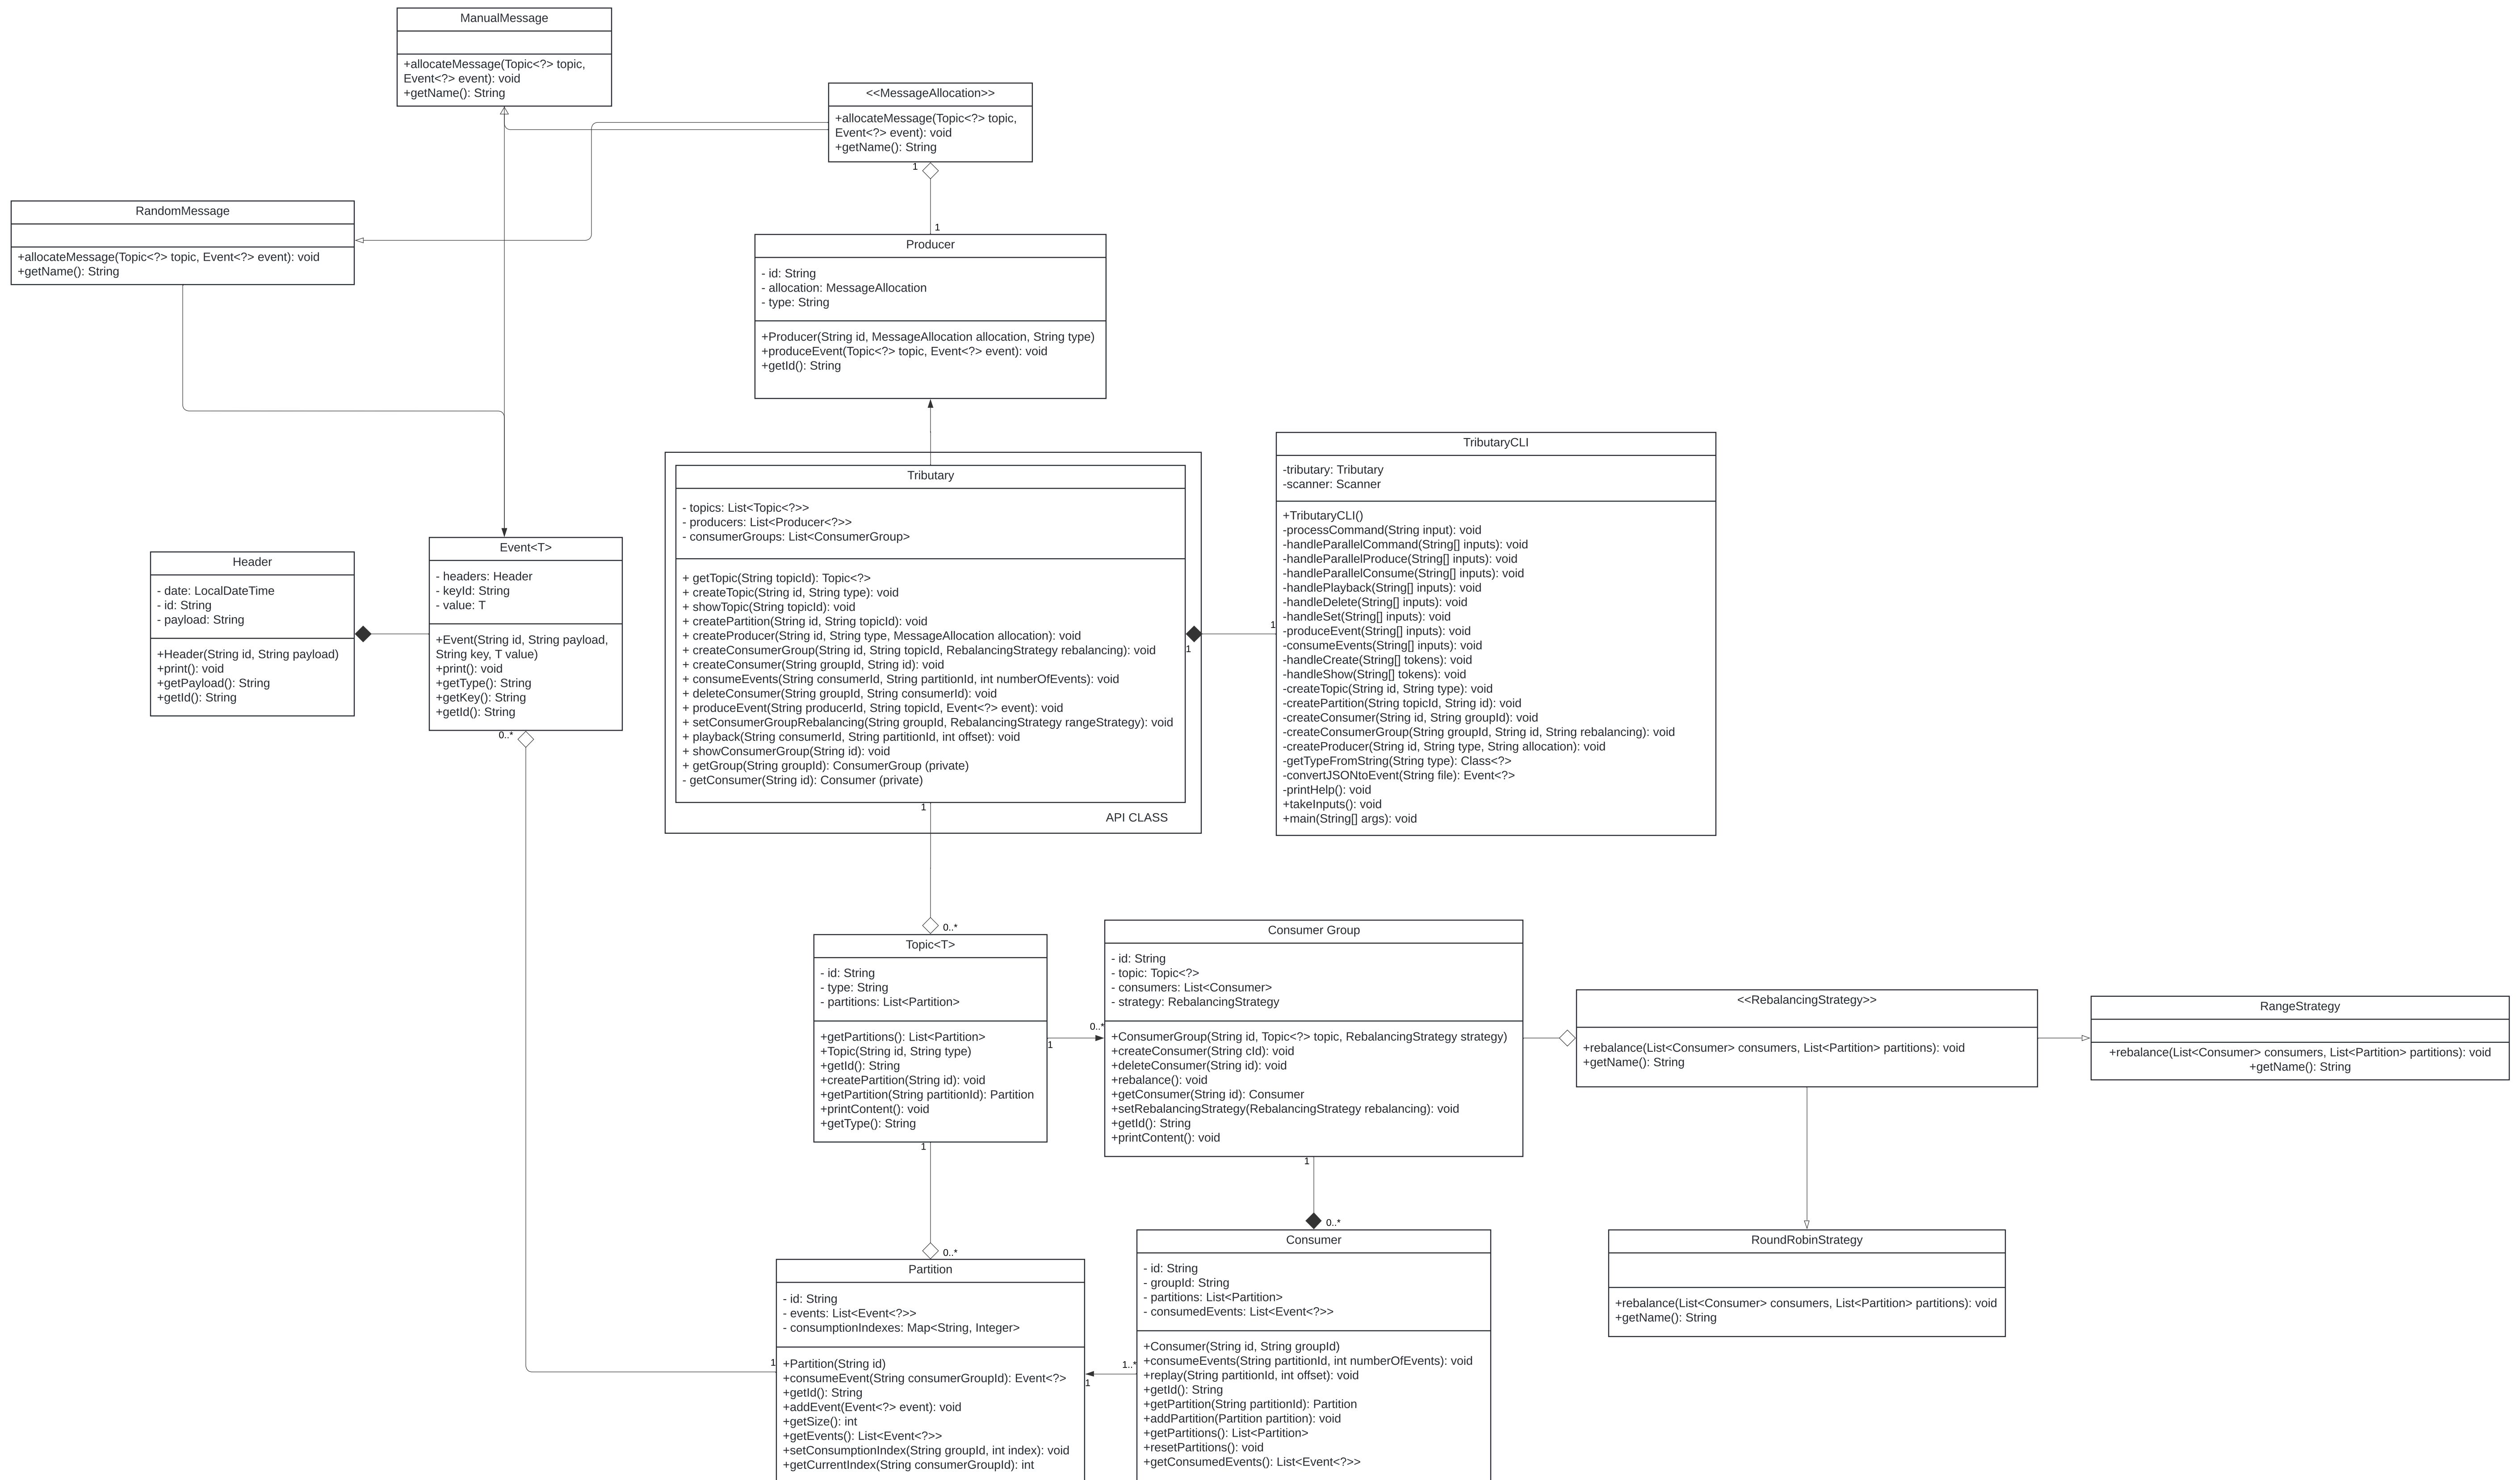 ManualMessage
+allocateMessage(Topic<?> topic,
Event<?> event): void
+getName(): String
<<MessageAllocation>>
+allocateMessage(Topic<?> topic,
Event<?> event): void
+getName(): String
1
1
RandomMessage
+allocateMessage(Topic<?> topic, Event<?> event): void
+getName(): String
Producer
- id: String
- allocation: MessageAllocation
- type: String
+Producer(String id, MessageAllocation allocation, String type)
+produceEvent(Topic<?> topic, Event<?> event): void
+getId(): String
Tributary
- topics: List<Topic<?>>
- producers: List<Producer<?>>
- consumerGroups: List<ConsumerGroup>
+ getTopic(String topicId): Topic<?>
+ createTopic(String id, String type): void
+ showTopic(String topicId): void
+ createPartition(String id, String topicId): void
+ createProducer(String id, String type, MessageAllocation allocation): void
+ createConsumerGroup(String id, String topicId, RebalancingStrategy rebalancing): void
+ createConsumer(String groupId, String id): void
+ consumeEvents(String consumerId, String partitionId, int numberOfEvents): void
+ deleteConsumer(String groupId, String consumerId): void
+ produceEvent(String producerId, String topicId, Event<?> event): void
+ setConsumerGroupRebalancing(String groupId, RebalancingStrategy rangeStrategy): void
+ playback(String consumerId, String partitionId, int offset): void
+ showConsumerGroup(String id): void
+ getGroup(String groupId): ConsumerGroup (private)
- getConsumer(String id): Consumer (private)
API CLASS
1
1
1
TributaryCLI
-tributary: Tributary
-scanner: Scanner
+TributaryCLI()
-processCommand(String input): void
-handleParallelCommand(String[] inputs): void
-handleParallelProduce(String[] inputs): void
-handleParallelConsume(String[] inputs): void
-handlePlayback(String[] inputs): void
-handleDelete(String[] inputs): void
-handleSet(String[] inputs): void
-produceEvent(String[] inputs): void
-consumeEvents(String[] inputs): void
-handleCreate(String[] tokens): void
-handleShow(String[] tokens): void
-createTopic(String id, String type): void
-createPartition(String topicId, String id): void
-createConsumer(String id, String groupId): void
-createConsumerGroup(String groupId, String id, String rebalancing): void
-createProducer(String id, String type, String allocation): void
-getTypeFromString(String type): Class<?>
-convertJSONtoEvent(String file): Event<?>
-printHelp(): void
+takeInputs(): void
+main(String[] args): void
Header
- date: LocalDateTime
- id: String
- payload: String
+Header(String id, String payload)
+print(): void
+getPayload(): String
+getId(): String
Event<T>
- headers: Header
- keyId: String
- value: T
+Event(String id, String payload,
String key, T value)
+print(): void
+getType(): String
+getKey(): String
+getId(): String
0..*
0..*
Topic<T>
- id: String
- type: String
- partitions: List<Partition>
+getPartitions(): List<Partition>
+Topic(String id, String type)
+getId(): String
+createPartition(String id): void
+getPartition(String partitionId): Partition
+printContent(): void
+getType(): String
1
0..*
1
Consumer Group
- id: String
- topic: Topic<?>
- consumers: List<Consumer>
- strategy: RebalancingStrategy
+ConsumerGroup(String id, Topic<?> topic, RebalancingStrategy strategy)
+createConsumer(String cId): void
+deleteConsumer(String id): void
+rebalance(): void
+getConsumer(String id): Consumer
+setRebalancingStrategy(RebalancingStrategy rebalancing): void
+getId(): String
+printContent(): void
1
<<RebalancingStrategy>>
+rebalance(List<Consumer> consumers, List<Partition> partitions): void
+getName(): String
RangeStrategy
+rebalance(List<Consumer> consumers, List<Partition> partitions): void
+getName(): String
RoundRobinStrategy
+rebalance(List<Consumer> consumers, List<Partition> partitions): void
+getName(): String
0..*
Partition
- id: String
- events: List<Event<?>>
- consumptionIndexes: Map<String, Integer>
+Partition(String id)
+consumeEvent(String consumerGroupId): Event<?>
+getId(): String
+addEvent(Event<?> event): void
+getSize(): int
+getEvents(): List<Event<?>>
+setConsumptionIndex(String groupId, int index): void
+getCurrentIndex(String consumerGroupId): int
1
1
1..*
0..*
Consumer
- id: String
- groupId: String
- partitions: List<Partition>
- consumedEvents: List<Event<?>>
+Consumer(String id, String groupId)
+consumeEvents(String partitionId, int numberOfEvents): void
+replay(String partitionId, int offset): void
+getId(): String
+getPartition(String partitionId): Partition
+addPartition(Partition partition): void
+getPartitions(): List<Partition>
+resetPartitions(): void
+getConsumedEvents(): List<Event<?>>